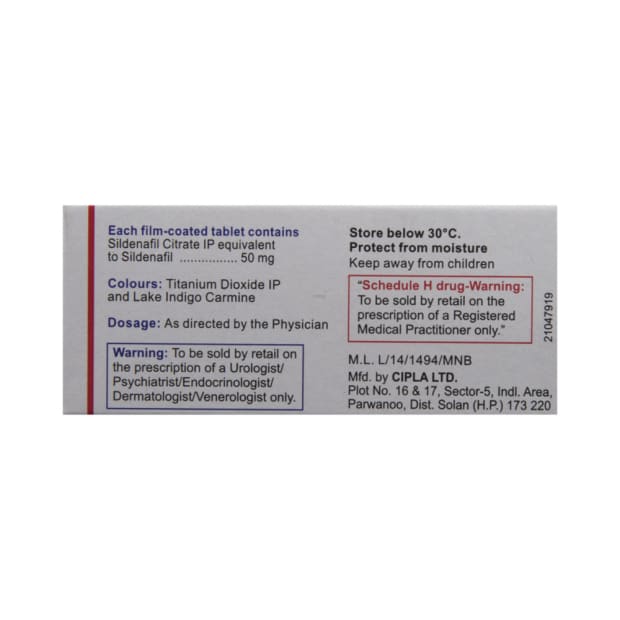 Each film-coated tablet contains
Sildenafil Citrate IP equivalent
to Sildenafil ................ 50 mg
Colours: Titanium Dioxide IP
and Lake Indigo Carmine
Dosage: As directed by the Physician
Warning: To be sold by retail on
the prescription of a Urologist/
Psychiatrist/Endocrinologist/
Dermatologist/Venerologist only.
Store below 30°C.
Protect from moisture
Keep away from children
“Schedule H drug-Warning:
To be sold by retail on the
prescription of a Registered
Medical Practitioner only.”
M.L. L/14/1494/MNB
Mfd. by CIPLA LTD.
Plot No. 16 & 17, Sector-5, Indl. Area,
Parwanoo, Dist. Solan (H.P.) 173 220
21047919